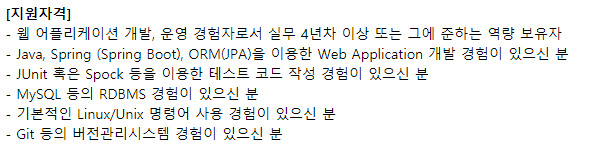 [지원자격]
- 웹 어플리케이션 개발, 운영 경험자로서 실무 4년차 이상 또는 그에 준하는 역량 보유자
- Java, Spring (Spring Boot), ORM(JPA)을 이용한 Web Application 개발 경험이 있으신 분
- JUnit 혹은 Spock 등을 이용한 테스트 코드 작성 경험이 있으신 분
- MySQL 등의 RDBMS 경험이 있으신 분
- 기본적인 Linux/Unix 명령어 사용 경험이 있으신 분
- Git 등의 버전관리시스템 경험이 있으신 분